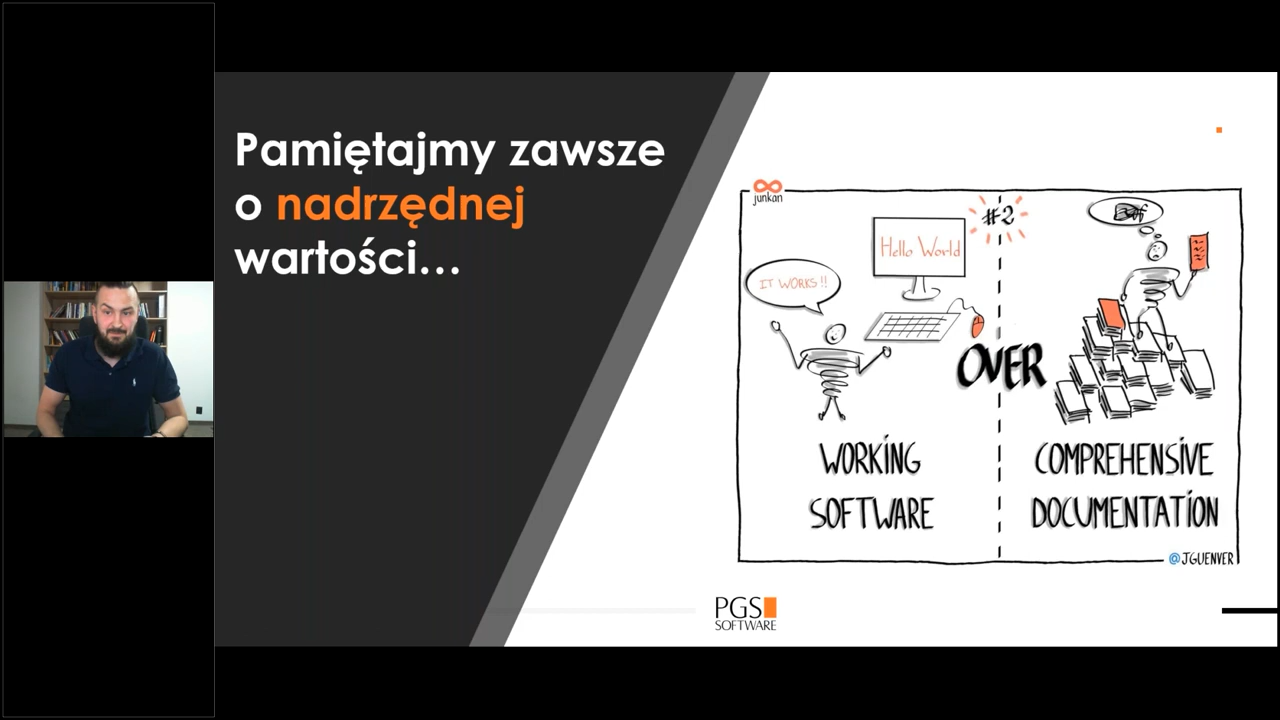 Pamiętajmy zawsze
o nadrzędnej
wartości...
junkan
#2
Hello World
IT WORKS!!
OVER
WORKING
SOFTWARE
COMPREHENSIVE
DOCUMENTATION
@JGUENVER
PGS
SOFTWARE